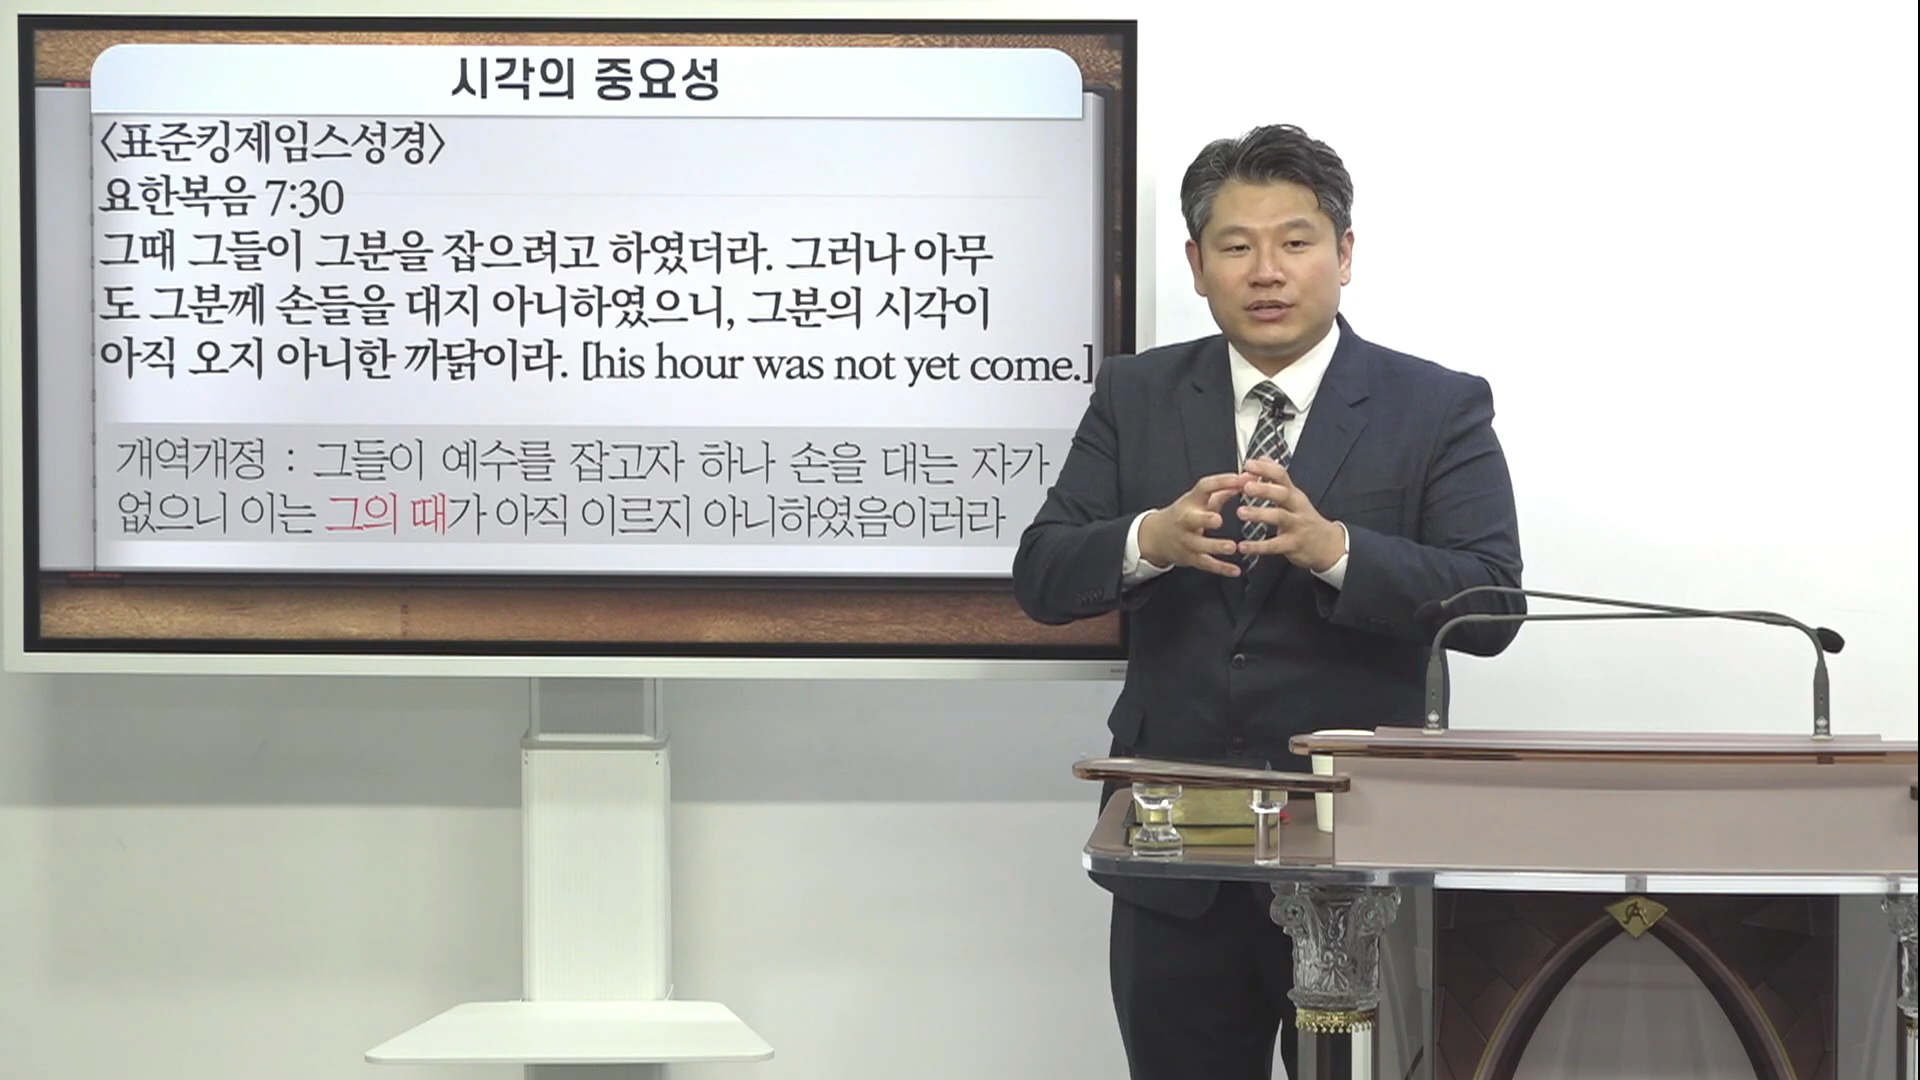 시각의 중요성
〈표준킹제임스성경〉
요한복음 7:30
그때 그들이 그분을 잡으려고 하였더라. 그러나 아무
도 그분께 손들을 대지 아니하였으니, 그분의 시각이
아직 오지 아니한 까닭이라. [his hour was not yet come.]
개역개정 : 그들이 예수를 잡고자 하나 손을 대는 자가
없으니 이는 그의 때가 아직 이르지 아니하였음이러라